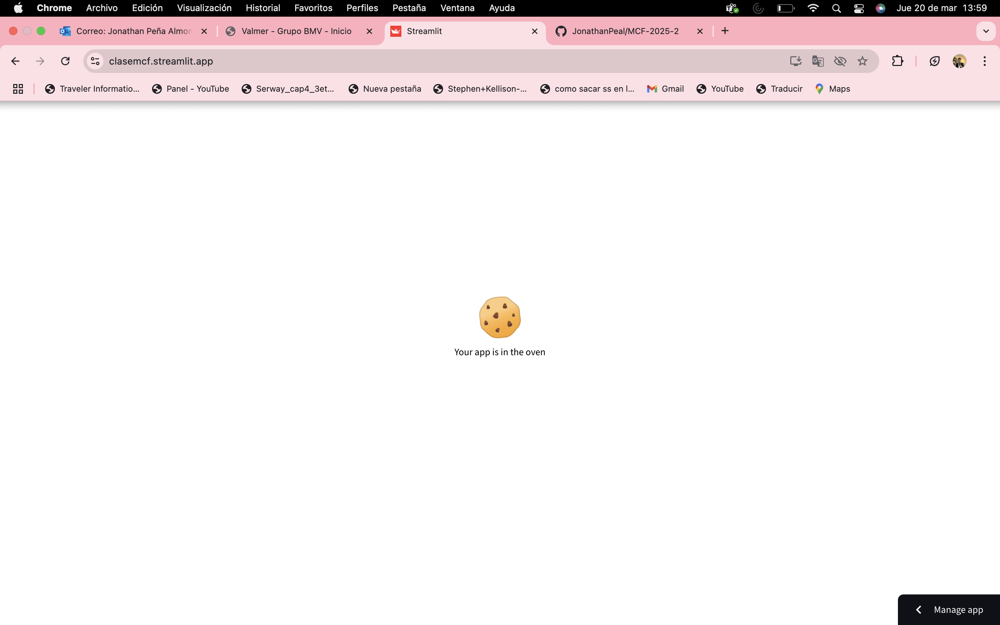 Chrome Archivo Edición Visualización Historial Favoritos Perfiles Pestaña Ventana Ayuda Jue 20 de mar 13:59
Correo: Jonathan Peña Almon Valmer - Grupo BMV - Inicio Streamlit JonathanPeal/MCF-2025-2
clasemcf.streamlit.app
Traveler Informatio... Panel - YouTube Serway_cap4_3et... Nueva pestaña Stephen+Kellison-... como sacar ss en l... Gmail YouTube Traducir Maps
Your app is in the oven
Manage app